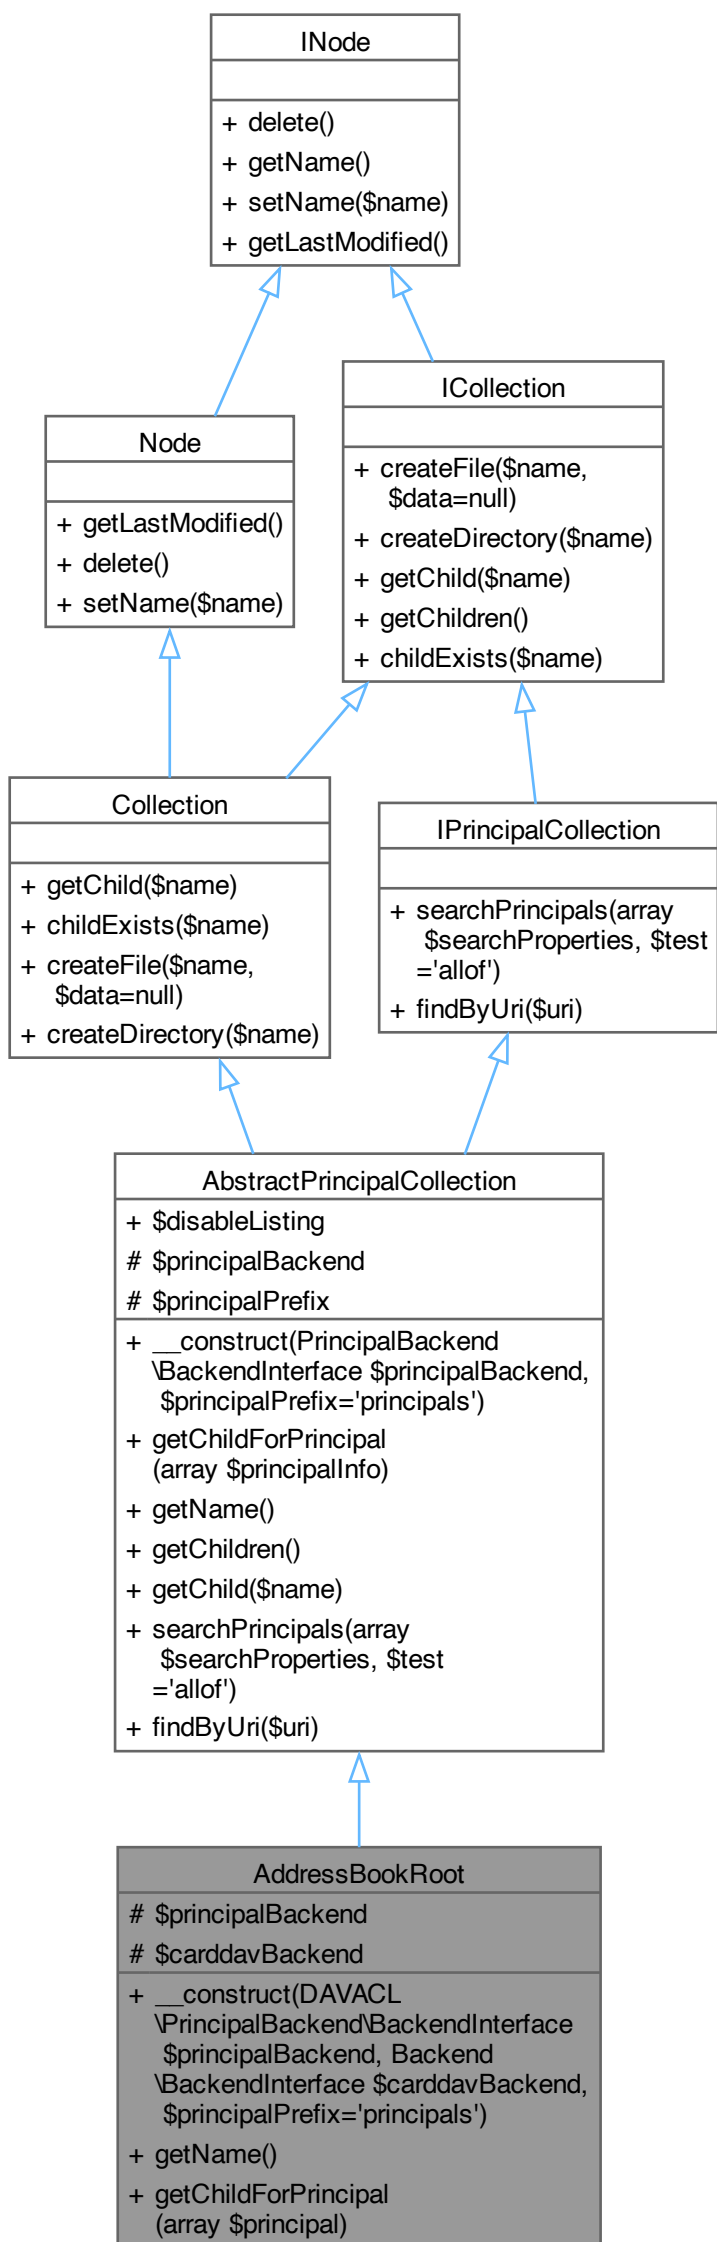 INode
+ delete()
+ getName()
+ setName($name)
+ getLastModified()
ICollection
+ createFile($name,
$data=null)
+ createDirectory($name)
+ getChild($name)
+ getChildren()
+ childExists($name)
Node
+ getLastModified()
+ delete()
+ setName($name)
Collection
+ getChild($name)
+ childExists($name)
+ createFile($name,
$data=null)
+ createDirectory($name)
IPrincipalCollection
+ searchPrincipals(array
$searchProperties, $test
='allof')
+ findByUri($uri)
AbstractPrincipalCollection
+ $disableListing
# $principalBackend
# $principalPrefix
+ __construct(PrincipalBackend
\BackendInterface $principalBackend,
$principalPrefix='principals')
+ getChildForPrincipal
(array $principalInfo)
+ getName()
+ getChildren()
+ getChild($name)
+ searchPrincipals(array
$searchProperties, $test
='allof')
+ findByUri($uri)
AddressBookRoot
# $principalBackend
# $carddavBackend
+ __construct(DAVACL
\PrincipalBackend\BackendInterface
$principalBackend, Backend
\BackendInterface $carddavBackend,
$principalPrefix='principals')
+ getName()
+ getChildForPrincipal
(array $principal)